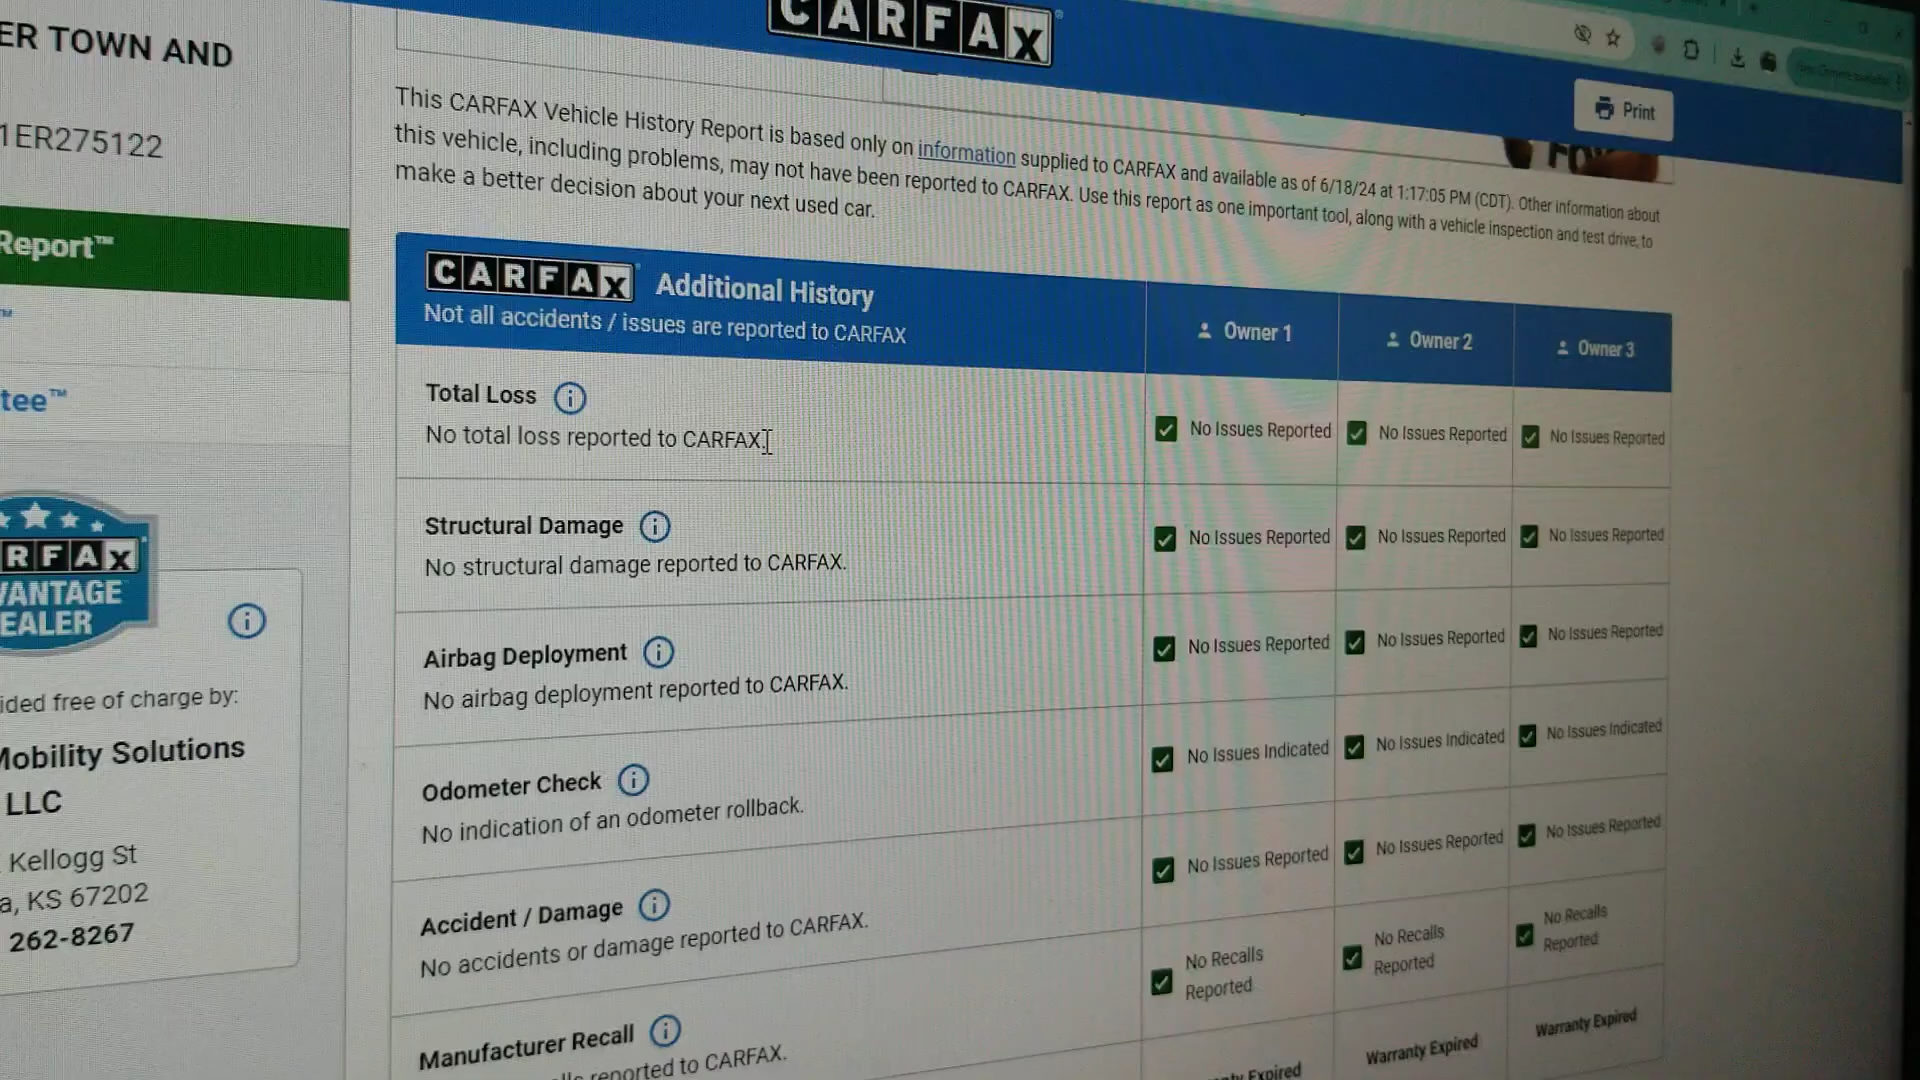 CARFAX
Print
ER TOWN AND
1ER275122
Report™
™
tee™
RFAX
VANTAGE
EALER
ided free of charge by:
Mobility Solutions
LLC
Kellogg St
a, KS 67202
262-8267
This CARFAX Vehicle History Report is based only on information supplied to CARFAX and available as of 6/18/24 at 1:17:05 PM (CDT). Other information about
this vehicle, including problems, may not have been reported to CARFAX. Use this report as one important tool, along with a vehicle inspection and test drive, to
make a better decision about your next used car.
CARFAX Additional History
Not all accidents / issues are reported to CARFAX
Owner 1 Owner 2 Owner 3
Total Loss
No total loss reported to CARFAX.
No Issues Reported No Issues Reported No Issues Reported
Structural Damage
No structural damage reported to CARFAX.
No Issues Reported No Issues Reported No Issues Reported
Airbag Deployment
No airbag deployment reported to CARFAX.
No Issues Reported No Issues Reported No Issues Reported
Odometer Check
No indication of an odometer rollback.
No Issues Indicated No Issues Indicated No Issues Indicated
Accident / Damage
No accidents or damage reported to CARFAX.
No Issues Reported No Issues Reported No Issues Reported
Manufacturer Recall
reported to CARFAX.
No Recalls Reported No Recalls Reported No Recalls Reported
Expired Warranty Expired Warranty Expired